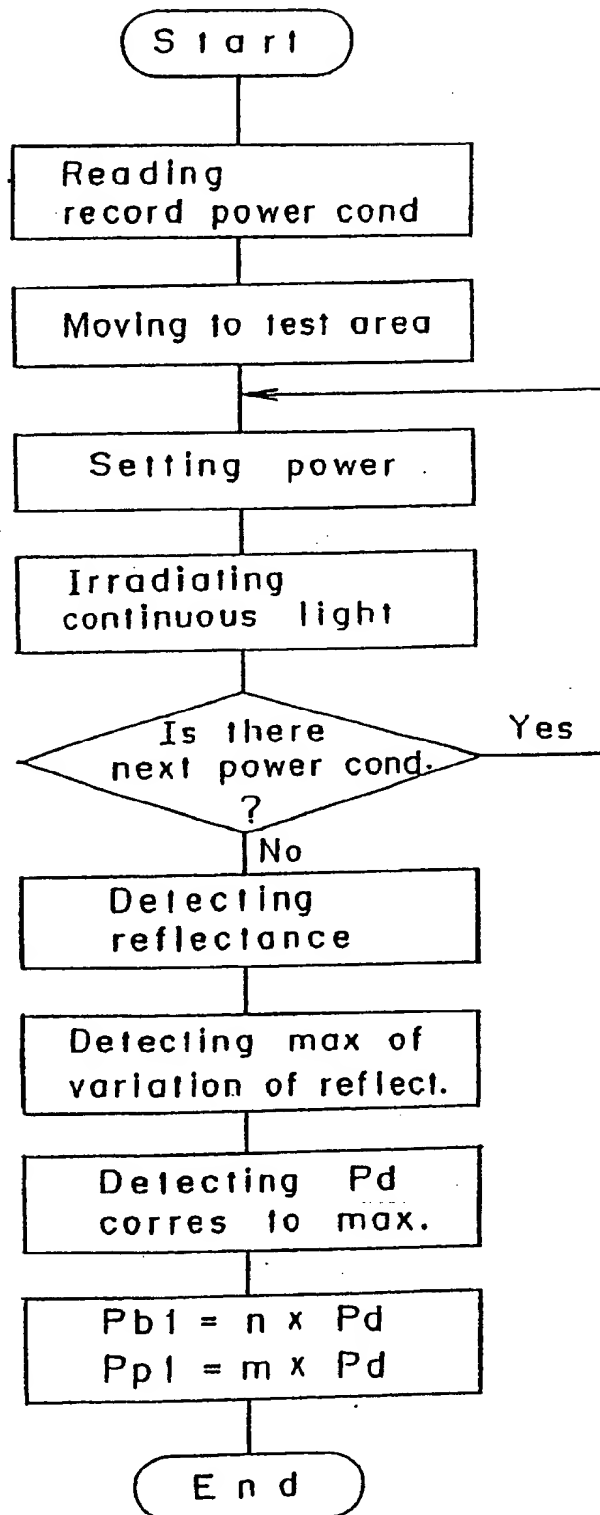 Start
Reading
record power cond
Moving to test area
Setting power
Irradiating
continuous light
Is there
next power cond.
?
Yes
No
Detecting
reflectance
Detecting max of
variation of reflect.
Detecting Pd
corres to max.
Pb1 = n x Pd
Pp1 = m x Pd
End